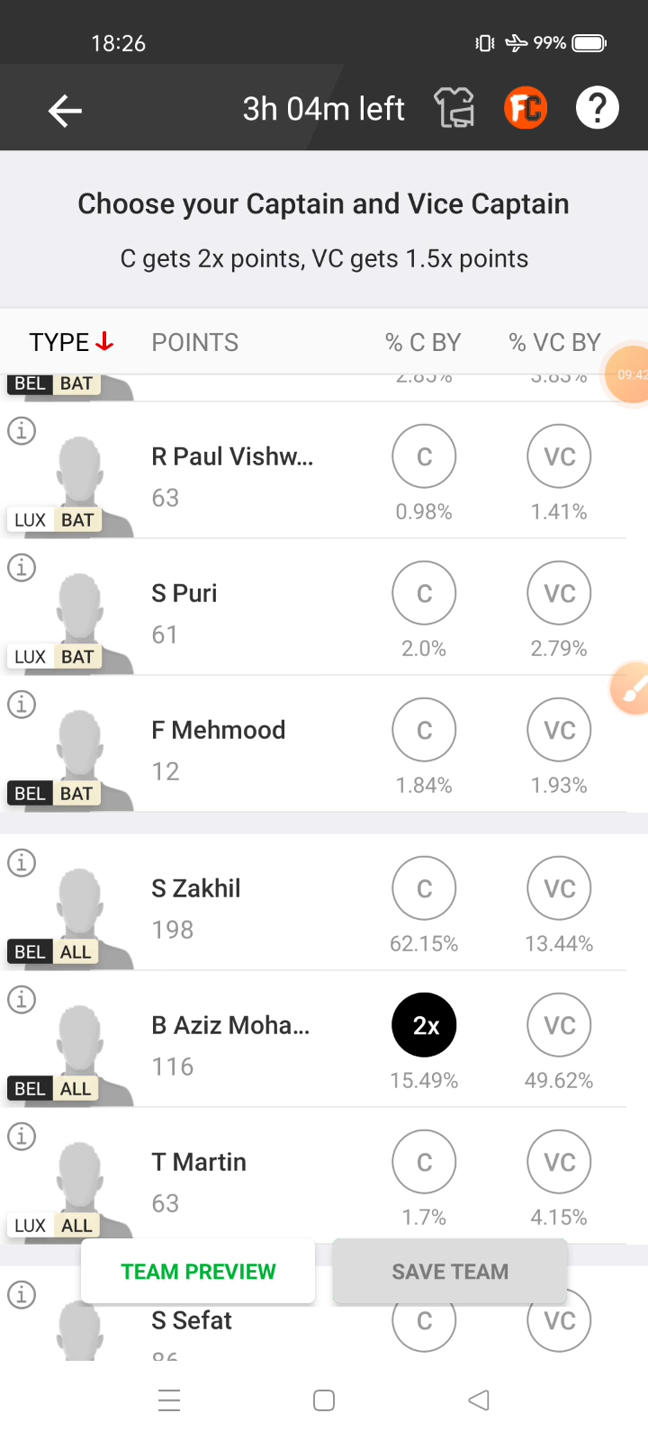 18:26
99%
3h 04m left
FC
?
Choose your Captain and Vice Captain
C gets 2x points, VC gets 1.5x points
TYPE POINTS % C BY % VC BY
09:42
BEL BAT
2.85% 3.83%
R Paul Vishw... C VC
63
LUX BAT 0.98% 1.41%
S Puri C VC
61
LUX BAT 2.0% 2.79%
F Mehmood C VC
12
BEL BAT 1.84% 1.93%
S Zakhil C VC
198
BEL ALL 62.15% 13.44%
B Aziz Moha... 2x VC
116
BEL ALL 15.49% 49.62%
T Martin C VC
63
LUX ALL 1.7% 4.15%
TEAM PREVIEW SAVE TEAM
S Sefat C VC